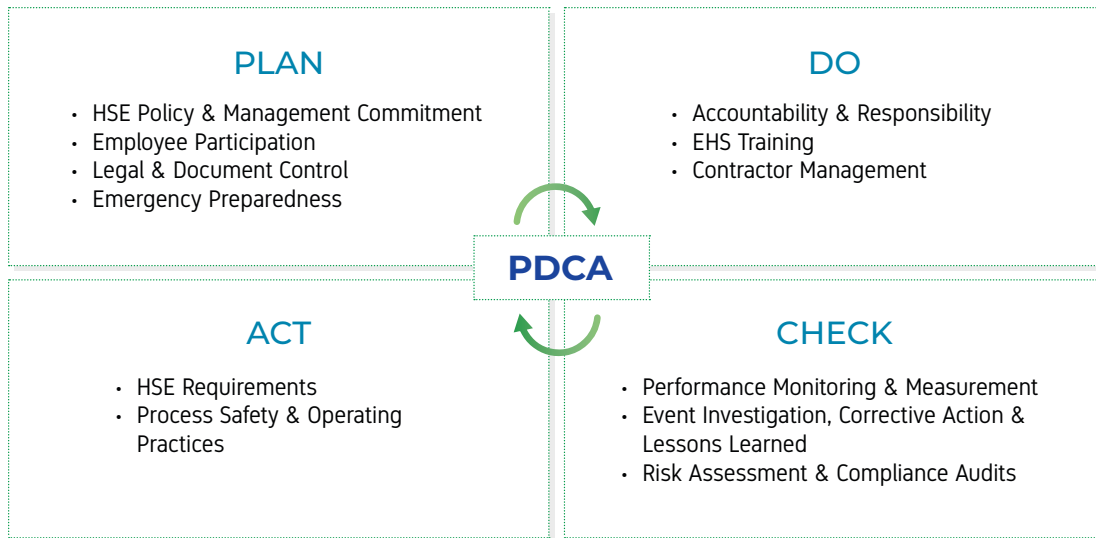 PLAN
• HSE Policy & Management Commitment
• Employee Participation
• Legal & Document Control
• Emergency Preparedness
DO
• Accountability & Responsibility
• EHS Training
• Contractor Management
PDCA
ACT
• HSE Requirements
• Process Safety & Operating
Practices
CHECK
• Performance Monitoring & Measurement
• Event Investigation, Corrective Action &
Lessons Learned
• Risk Assessment & Compliance Audits